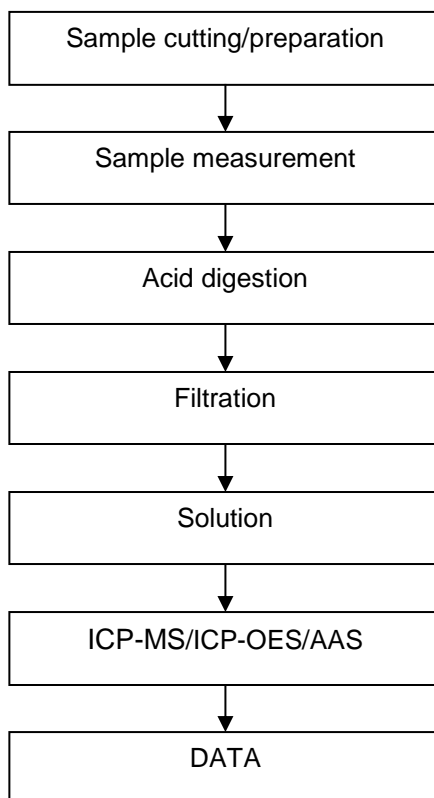 Sample cutting/preparation
Sample measurement
Acid digestion
Filtration
Solution
ICP-MS/ICP-OES/AAS
DATA